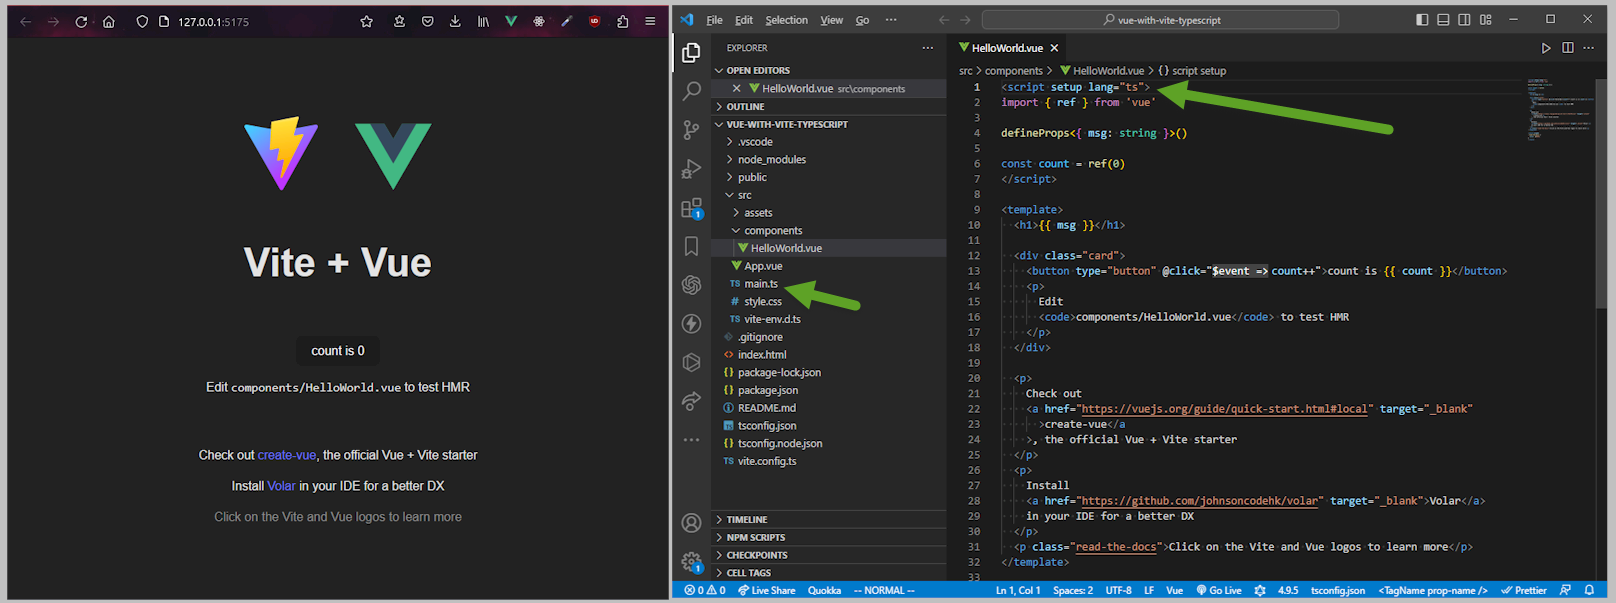 127.0.0.1:5175
Vite + Vue
count is 0
Edit components/HelloWorld.vue to test HMR
Check out create-vue, the official Vue + Vite starter
Install Volar in your IDE for a better DX
Click on the Vite and Vue logos to learn more
File Edit Selection View Go ···
vue-with-vite-typescript
EXPLORER
OPEN EDITORS
HelloWorld.vue src\components
OUTLINE
VUE-WITH-VITE-TYPESCRIPT
.vscode
node_modules
public
src
assets
components
HelloWorld.vue
App.vue
TS main.ts
# style.css
TS vite-env.d.ts
.gitignore
<> index.html
{} package-lock.json
{} package.json
README.md
tsconfig.json
{} tsconfig.node.json
TS vite.config.ts
TIMELINE
NPM SCRIPTS
CHECKPOINTS
CELL TAGS
1
1
HelloWorld.vue
src > components > HelloWorld.vue > {} script setup
1 <script setup lang="ts">
2 import { ref } from 'vue'
3
4 defineProps<{ msg: string }>()
5
6 const count = ref(0)
7 </script>
8
9 <template>
10 <h1>{{ msg }}</h1>
11
12 <div class="card">
13 <button type="button" @click="$event => count++">count is {{ count }}</button>
14 <p>
15 Edit
16 <code>components/HelloWorld.vue</code> to test HMR
17 </p>
18 </div>
19
20 <p>
21 Check out
22 <a href="https://vuejs.org/guide/quick-start.html#local" target="_blank"
23 >create-vue</a
24 >, the official Vue + Vite starter
25 </p>
26 <p>
27 Install
28 <a href="https://github.com/johnsoncodehk/volar" target="_blank">Volar</a>
29 in your IDE for a better DX
30 </p>
31 <p class="read-the-docs">Click on the Vite and Vue logos to learn more</p>
32 </template>
33
0 0 Live Share Quokka -- NORMAL -- Ln 1, Col 1 Spaces: 2 UTF-8 LF Vue Go Live 4.9.5 tsconfig.json <TagName prop-name /> Prettier